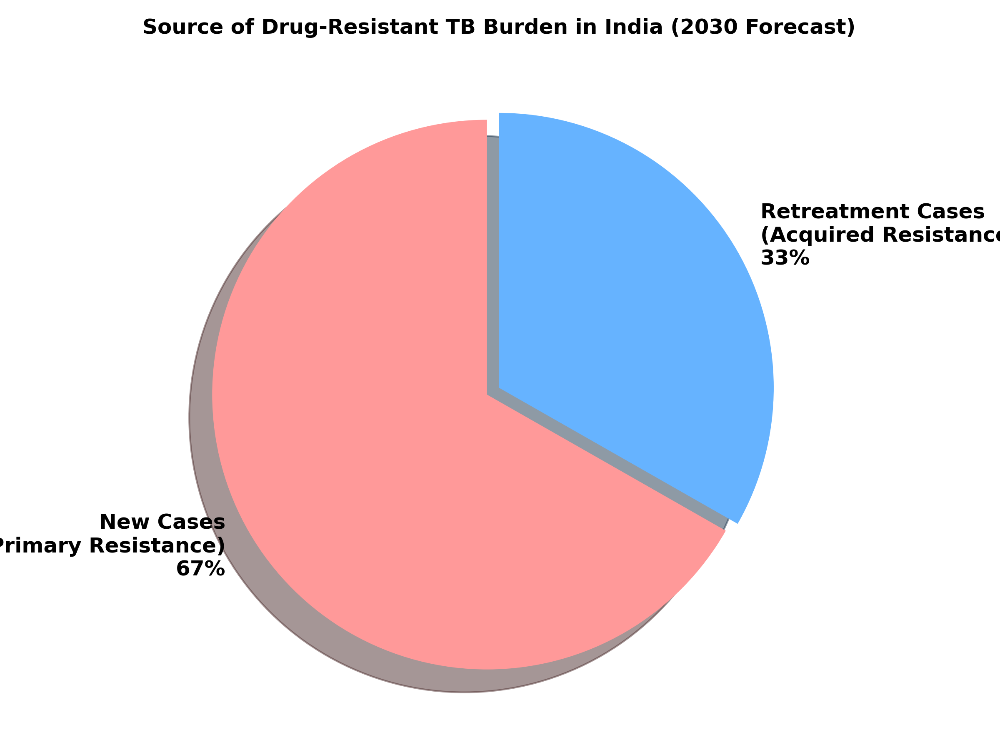 Source of Drug-Resistant TB Burden in India (2030 Forecast)
Retreatment Cases
(Acquired Resistance
33%
New Cases
Primary Resistance)
67%